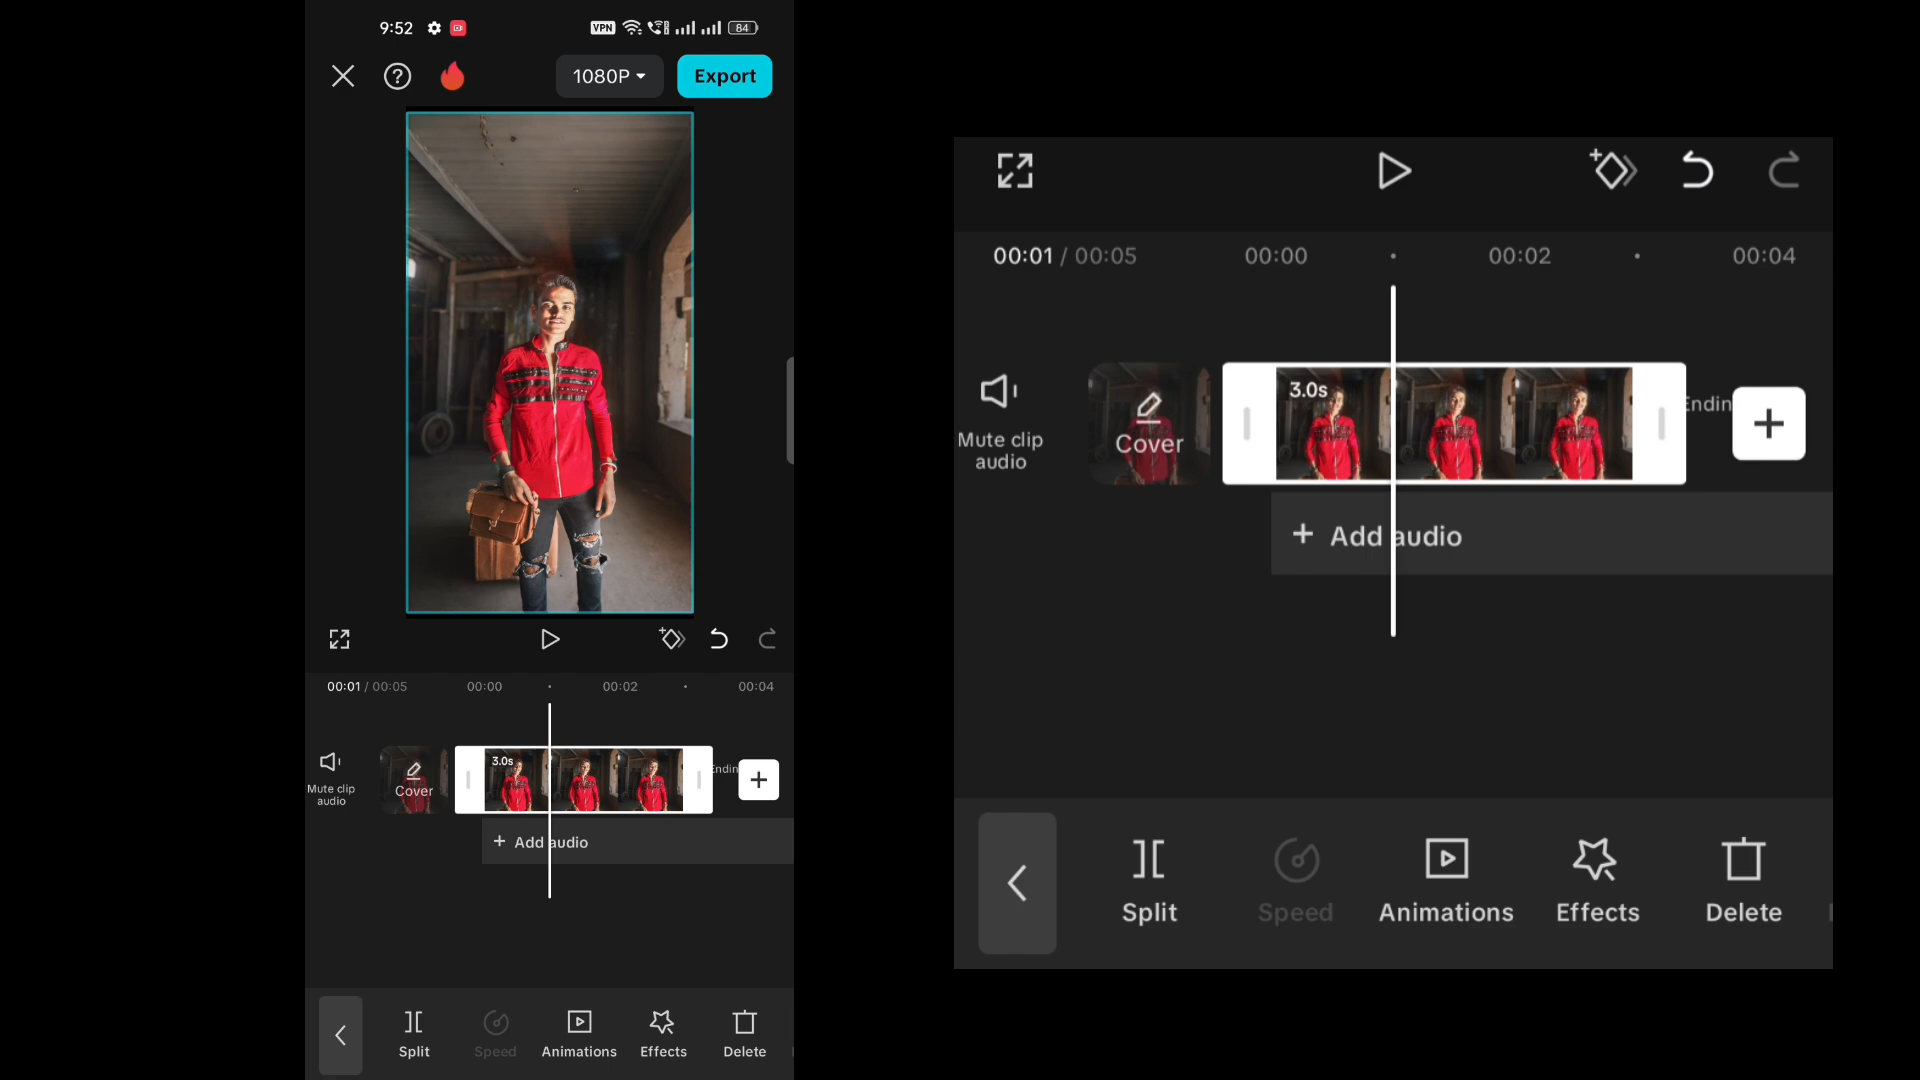 9:52
VPN
84
1080P
Export
00:01 / 00:05
00:00
00:02
00:04
Mute clip
audio
Cover
3.0s
Endin
+ Add audio
Split
Speed
Animations
Effects
Delete
00:01 / 00:05
00:00
00:02
00:04
Mute clip
audio
Cover
3.0s
Endin
+ Add audio
Split
Speed
Animations
Effects
Delete